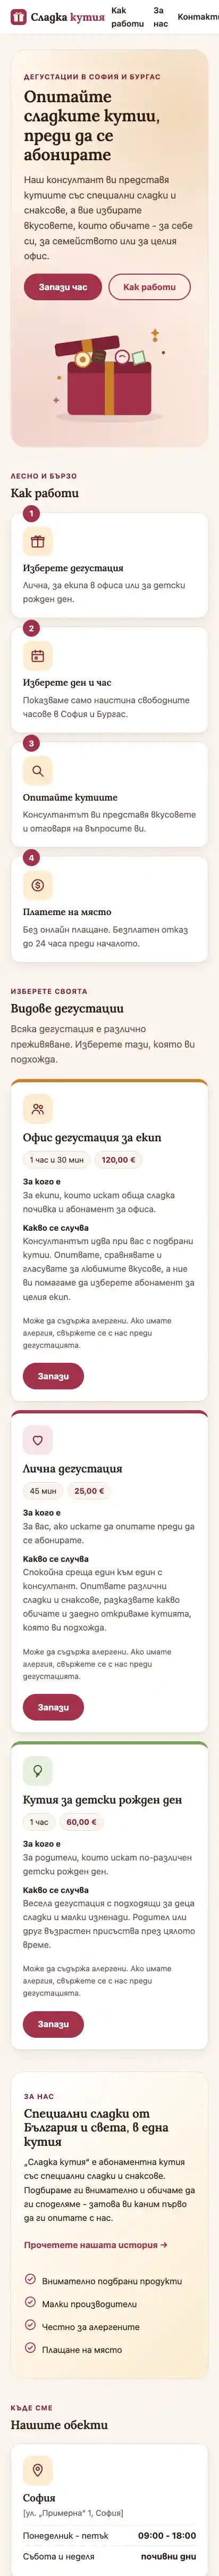 Сладка кутия
Как работи
За нас
Контакти
ДЕГУСТАЦИИ В СОФИЯ И БУРГАС
Опитайте
сладките кутии,
преди да се
абонирате
Наш консултант ви представя
кутиите със специални сладки и
снаксове, а вие избирате
вкусовете, които обичате - за себе
си, за семейството или за целия
офис.
Запази час
Как работи
ЛЕСНО И БЪРЗО
Как работи
1
Изберете дегустация
Лична, за екипа в офиса или за детски
рожден ден.
2
Изберете ден и час
Показваме само наистина свободните
часове в София и Бургас.
3
Опитайте кутиите
Консултантът ви представя вкусовете
и отговаря на въпросите ви.
4
Платете на място
Без онлайн плащане. Безплатен отказ
до 24 часа преди началото.
ИЗБЕРЕТЕ СВОЯТА
Видове дегустации
Всяка дегустация е различно
преживяване. Изберете тази, която ви
подхожда.
Офис дегустация за екип
1 час и 30 мин
120,00 €
За кого е
За екипи, които искат обща сладка
почивка и абонамент за офиса.
Какво се случва
Консултантът идва при вас с подбрани
кутии. Опитвате, сравнявате и
гласувате за любимите вкусове, а ние
ви помагаме да изберете абонамент за
целия екип.
Може да съдържа алергени. Ако имате
алергия, свържете се с нас преди
дегустацията.
Запази
Лична дегустация
45 мин
25,00 €
За кого е
За вас, ако искате да опитате преди да
се абонирате.
Какво се случва
Спокойна среща един към един с
консултант. Опитвате различни
сладки и снаксове, разказвате какво
обичате и заедно откриваме кутията,
която ви подхожда.
Може да съдържа алергени. Ако имате
алергия, свържете се с нас преди
дегустацията.
Запази
Кутия за детски рожден ден
1 час
60,00 €
За кого е
За родители, които искат по-различен
детски рожден ден.
Какво се случва
Весела дегустация с подходящи за деца
сладки и малки изненади. Родител или
друг възрастен присъства през цялото
време.
Може да съдържа алергени. Ако имате
алергия, свържете се с нас преди
дегустацията.
Запази
ЗА НАС
Специални сладки от
България и света, в една
кутия
„Сладка кутия“ е абонаментна кутия
със специални сладки и снаксове.
Подбираме ги внимателно и обичаме да
ги споделяме - затова ви каним първо
да ги опитате с нас.
Прочетете нашата история →
Внимателно подбрани продукти
Малки производители
Честно за алергените
Плащане на място
КЪДЕ СМЕ
Нашите обекти
София
[ул. „Примерна“ 1, София]
Понеделник - петък 09:00 - 18:00
Събота и неделя почивни дни